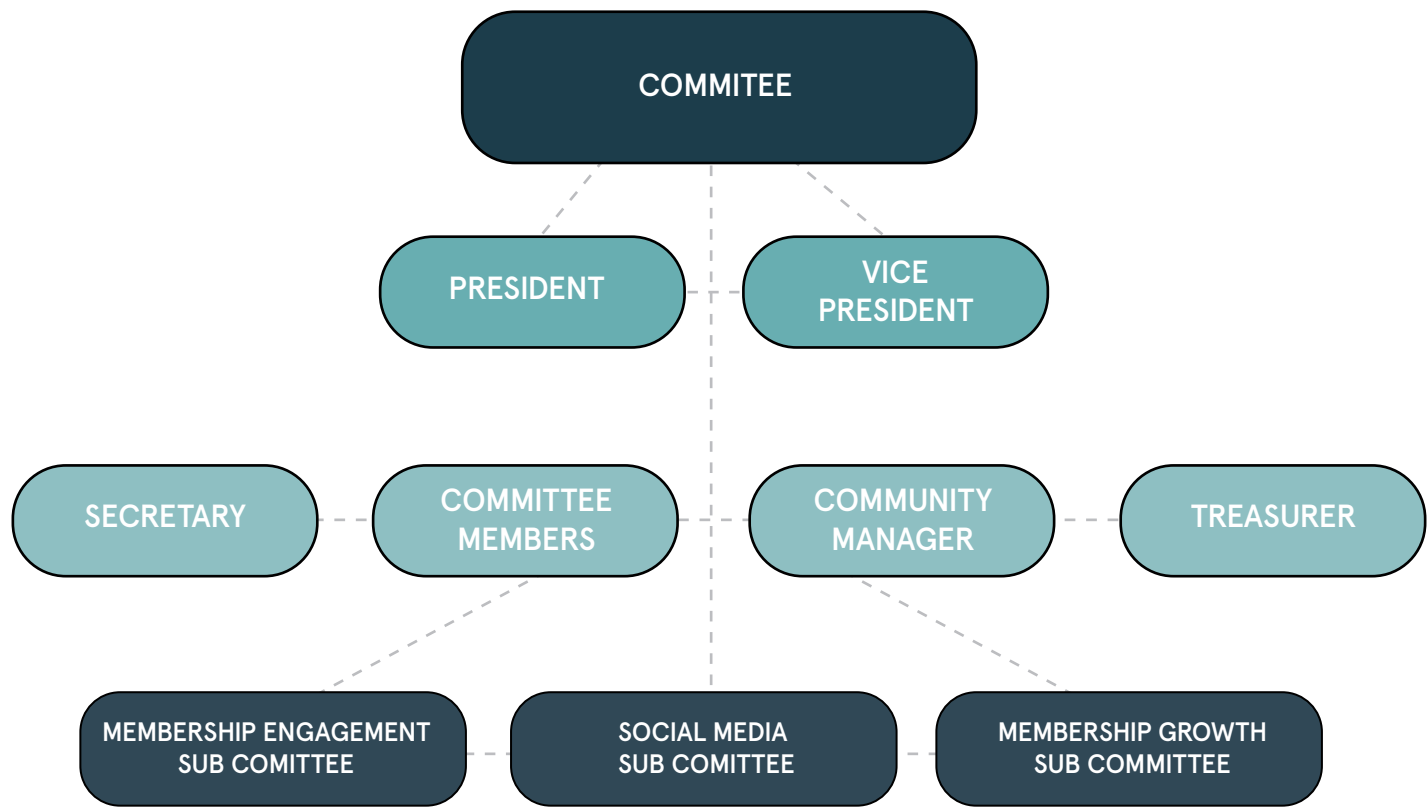 COMMITEE
PRESIDENT
VICE
PRESIDENT
SECRETARY
COMMITTEE
MEMBERS
COMMUNITY
MANAGER
TREASURER
MEMBERSHIP ENGAGEMENT
SUB COMITTEE
SOCIAL MEDIA
SUB COMITTEE
MEMBERSHIP GROWTH
SUB COMMITTEE